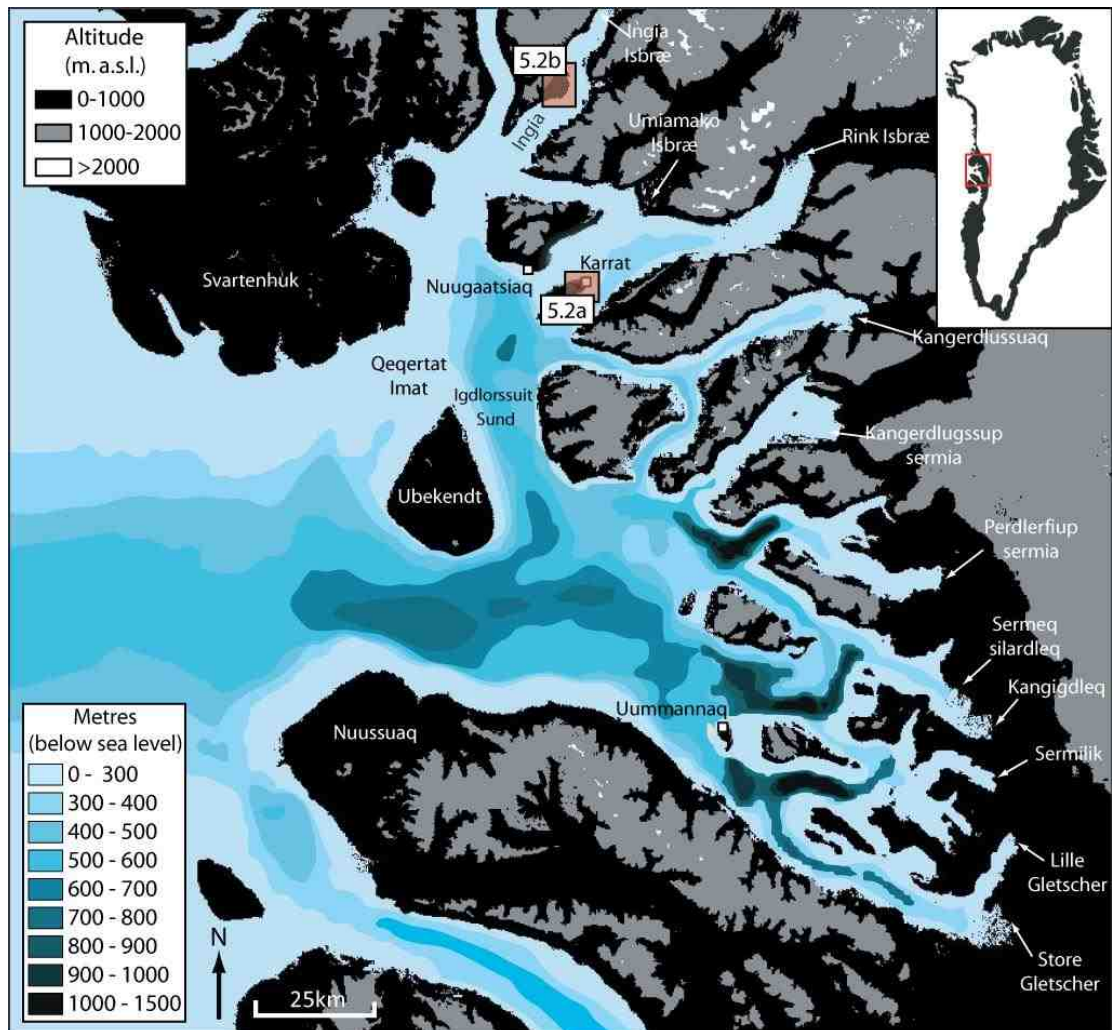 Altitude
(m. a.s.l.)
0-1000
1000-2000
>2000
5.2b
Ingia
Isbræ
Ingia
Umiamako
Isbræ
Rink Isbræ
Svartenhuk
Nuugaatsiaq
Karrat
5.2a
Kangerdlussuaq
Qeqertat
Imat
Igdlorssuit
Sund
Kangerdlugssup
sermia
Ubekendt
Perdlerfiup
sermia
Sermeq
silardleq
Kangigdleq
Uummannaq
Nuussuaq
Sermilik
Lille
Gletscher
Store
Gletscher
Metres
(below sea level)
0 - 300
300 - 400
400 - 500
500 - 600
600 - 700
700 - 800
800 - 900
900 - 1000
1000 - 1500
N
25km